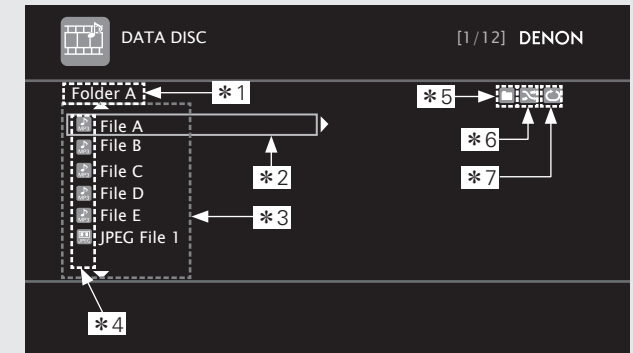 DATA DISC [1/12] DENON
Folder A *1 *5
File A
File B *6
File C *2 *7
File D
File E *3
JPEG File 1
*4